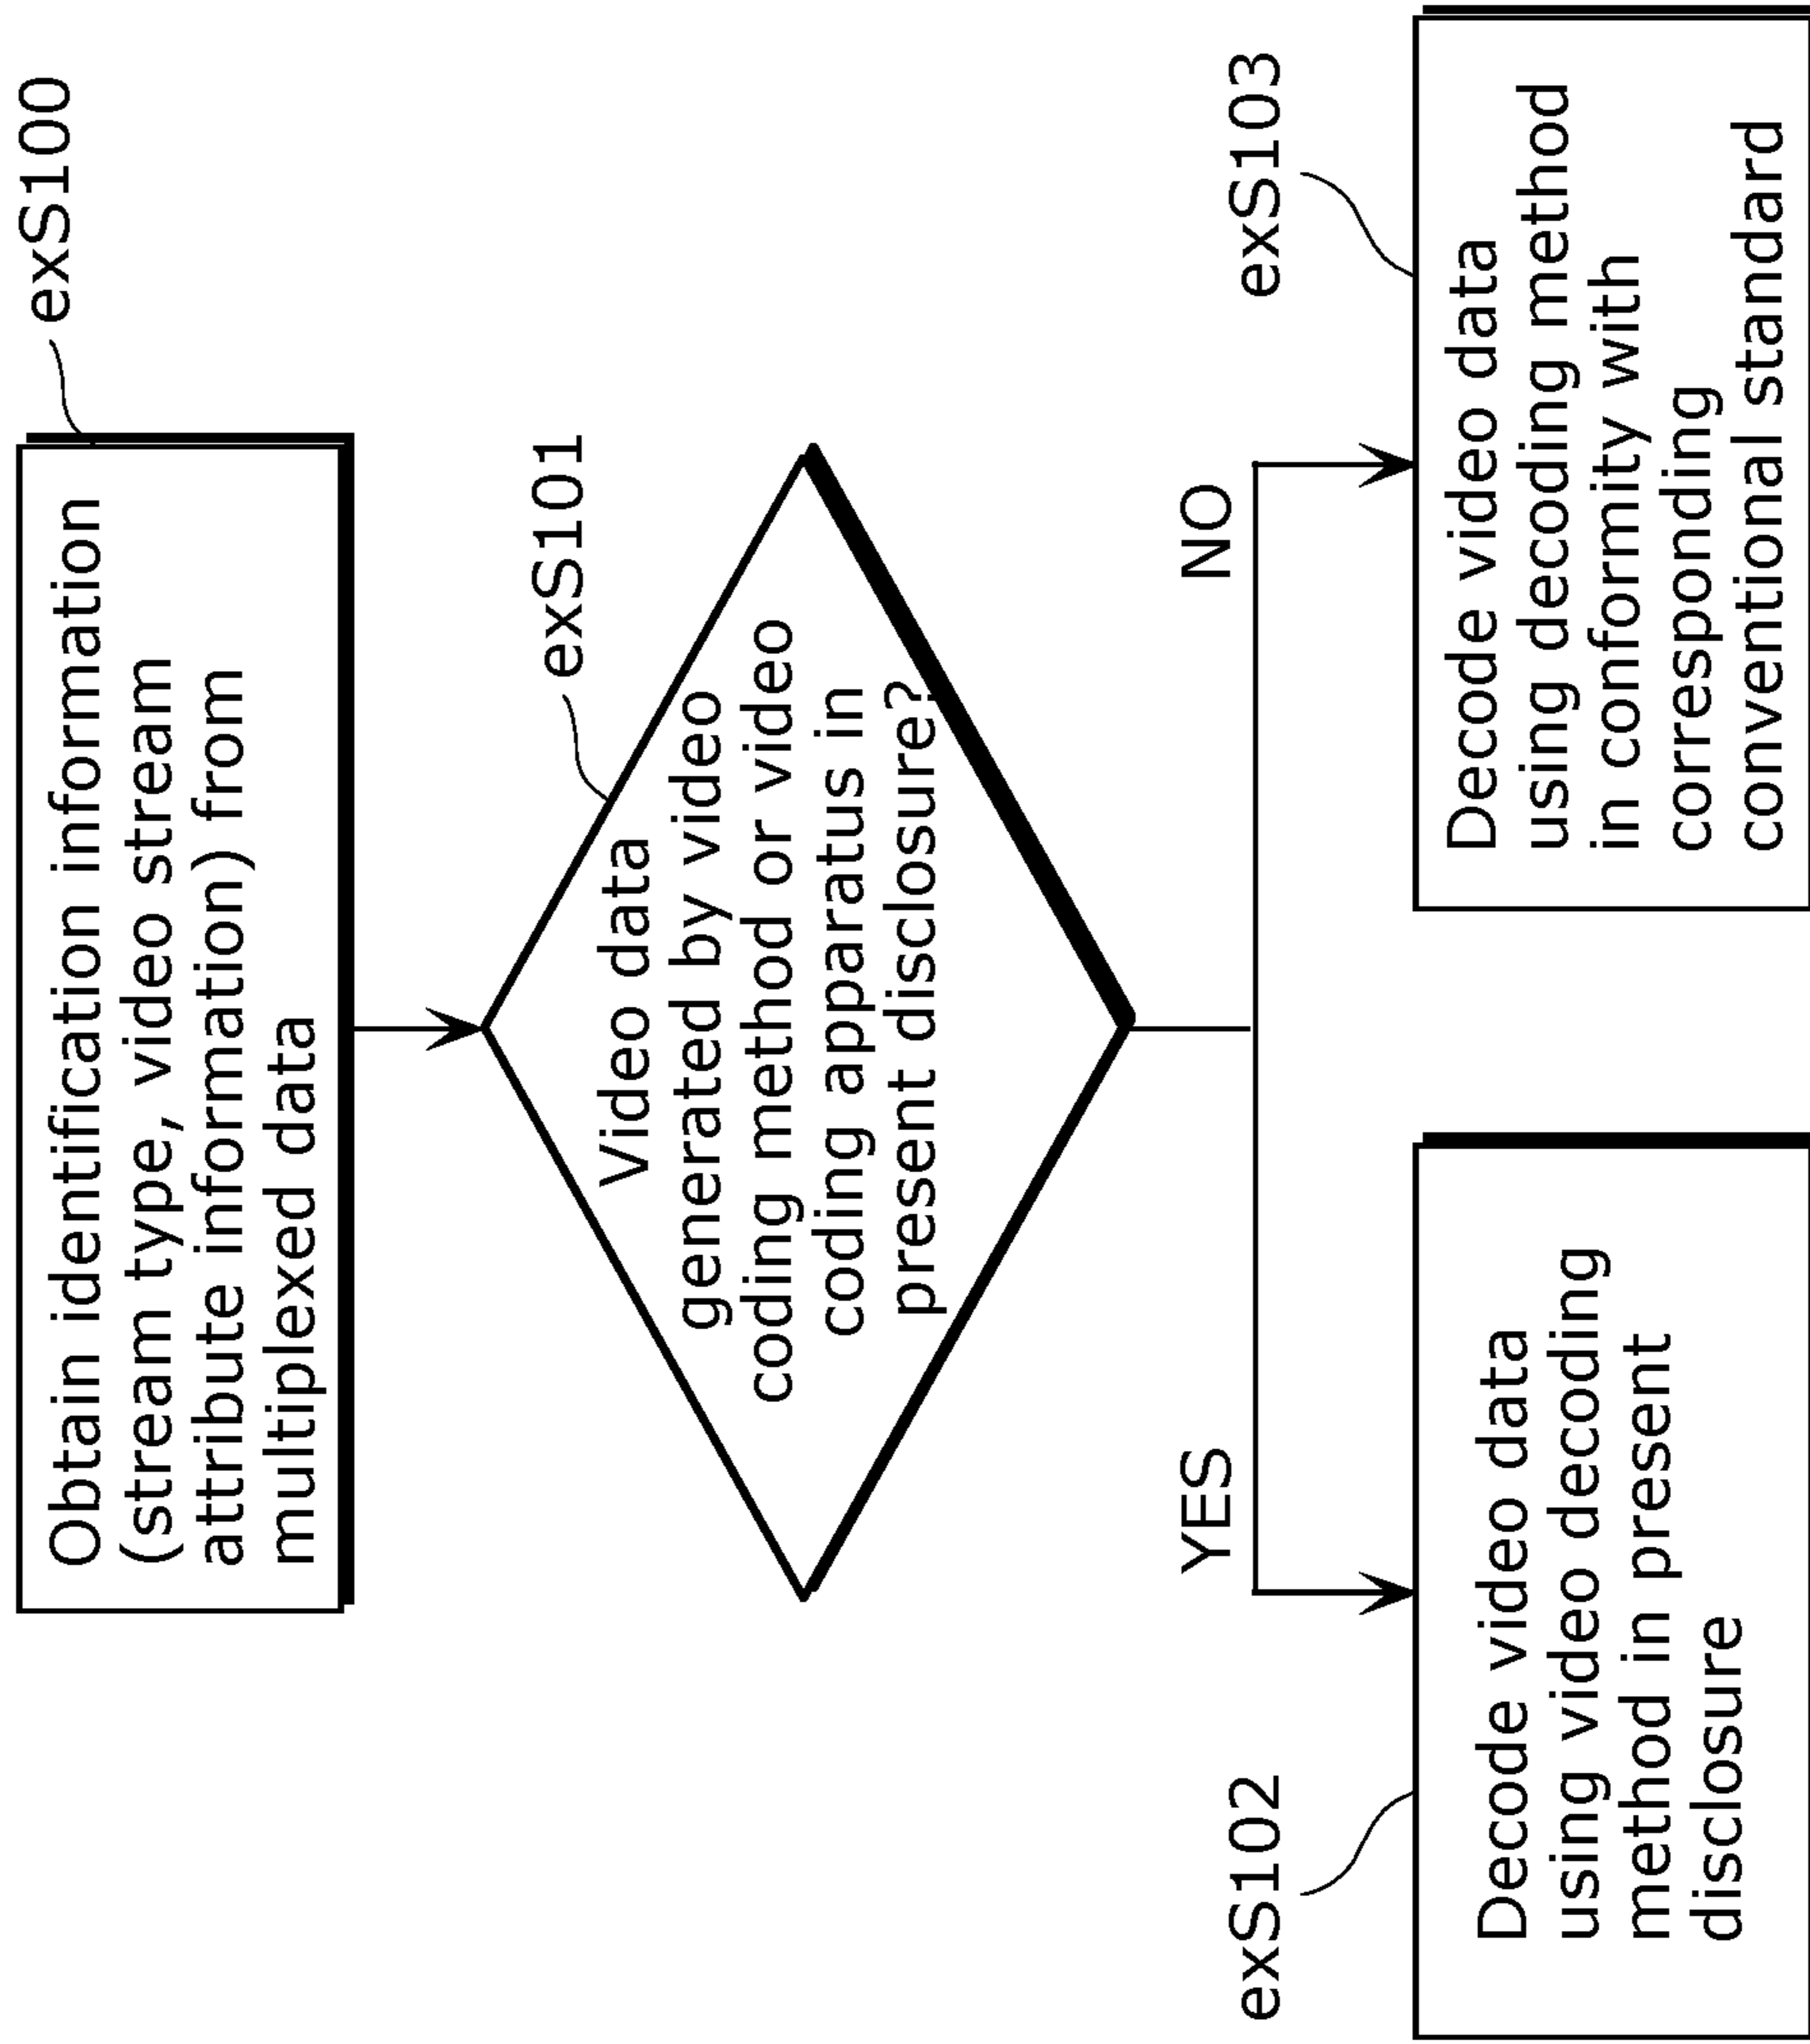 exS100
Obtain identification information
(stream type, video stream
attribute information) from
multiplexed data
exS101
Video data
generated by video
coding method or video
coding apparatus in
present disclosure?
YES
NO
exS102
Decode video data
using video decoding
method in present
disclosure
exS103
Decode video data
using decoding method
in conformity with
corresponding
conventional standard